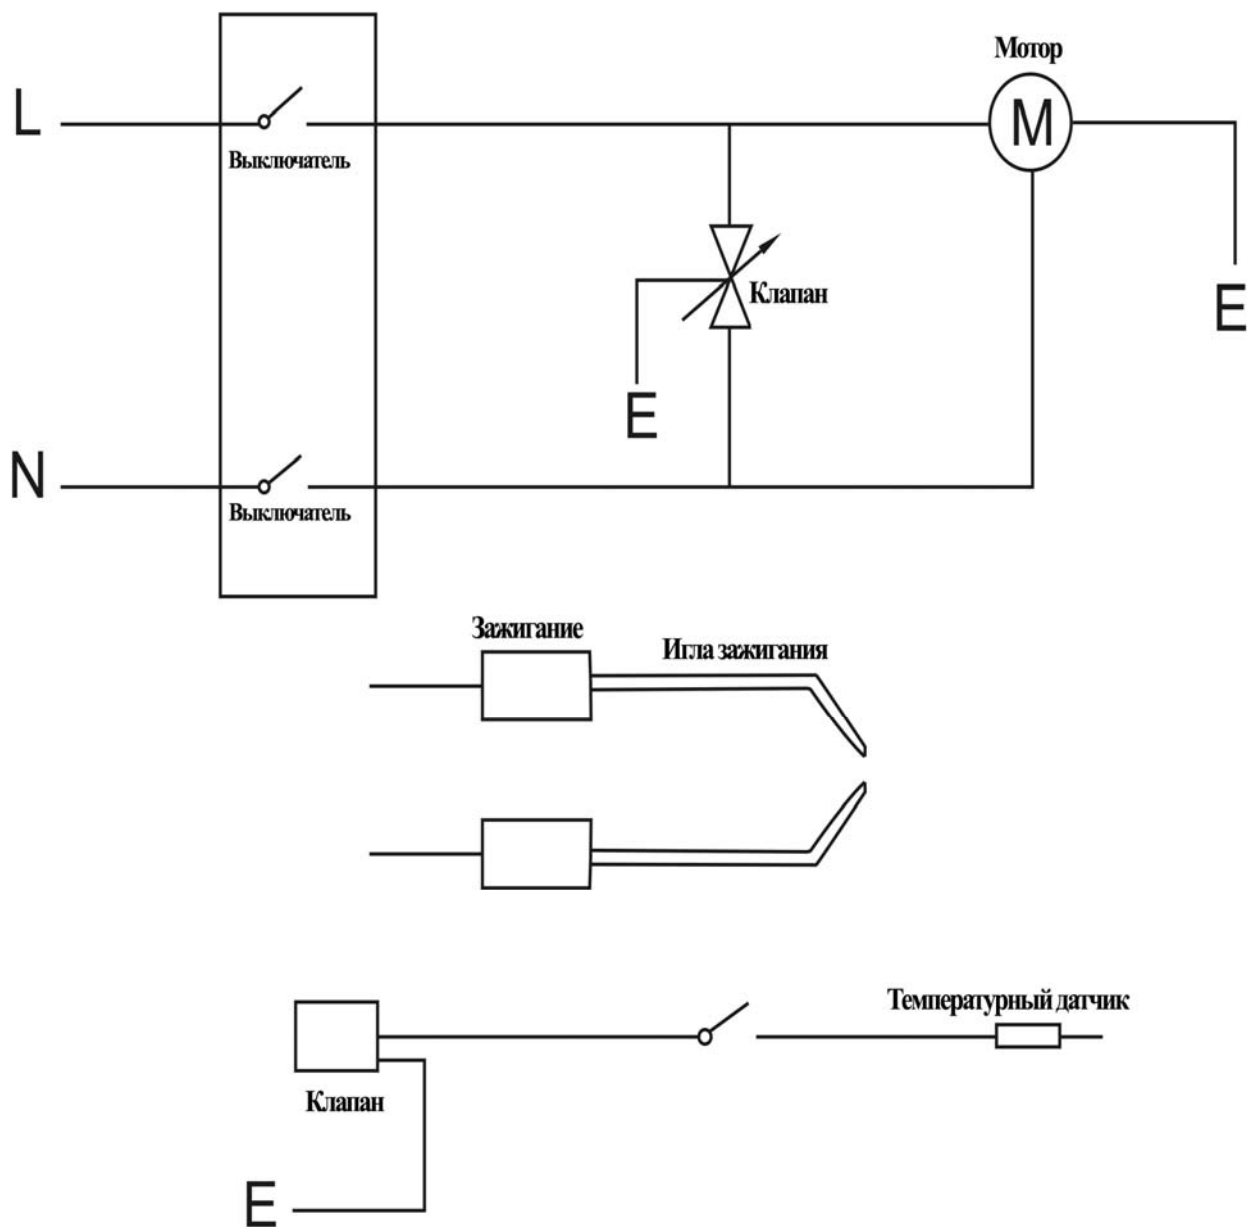 Мотор
L
M
Выключатель
Клапан
E
E
N
Выключатель
Зажигание
Игла зажигания
Температурный датчик
Клапан
E